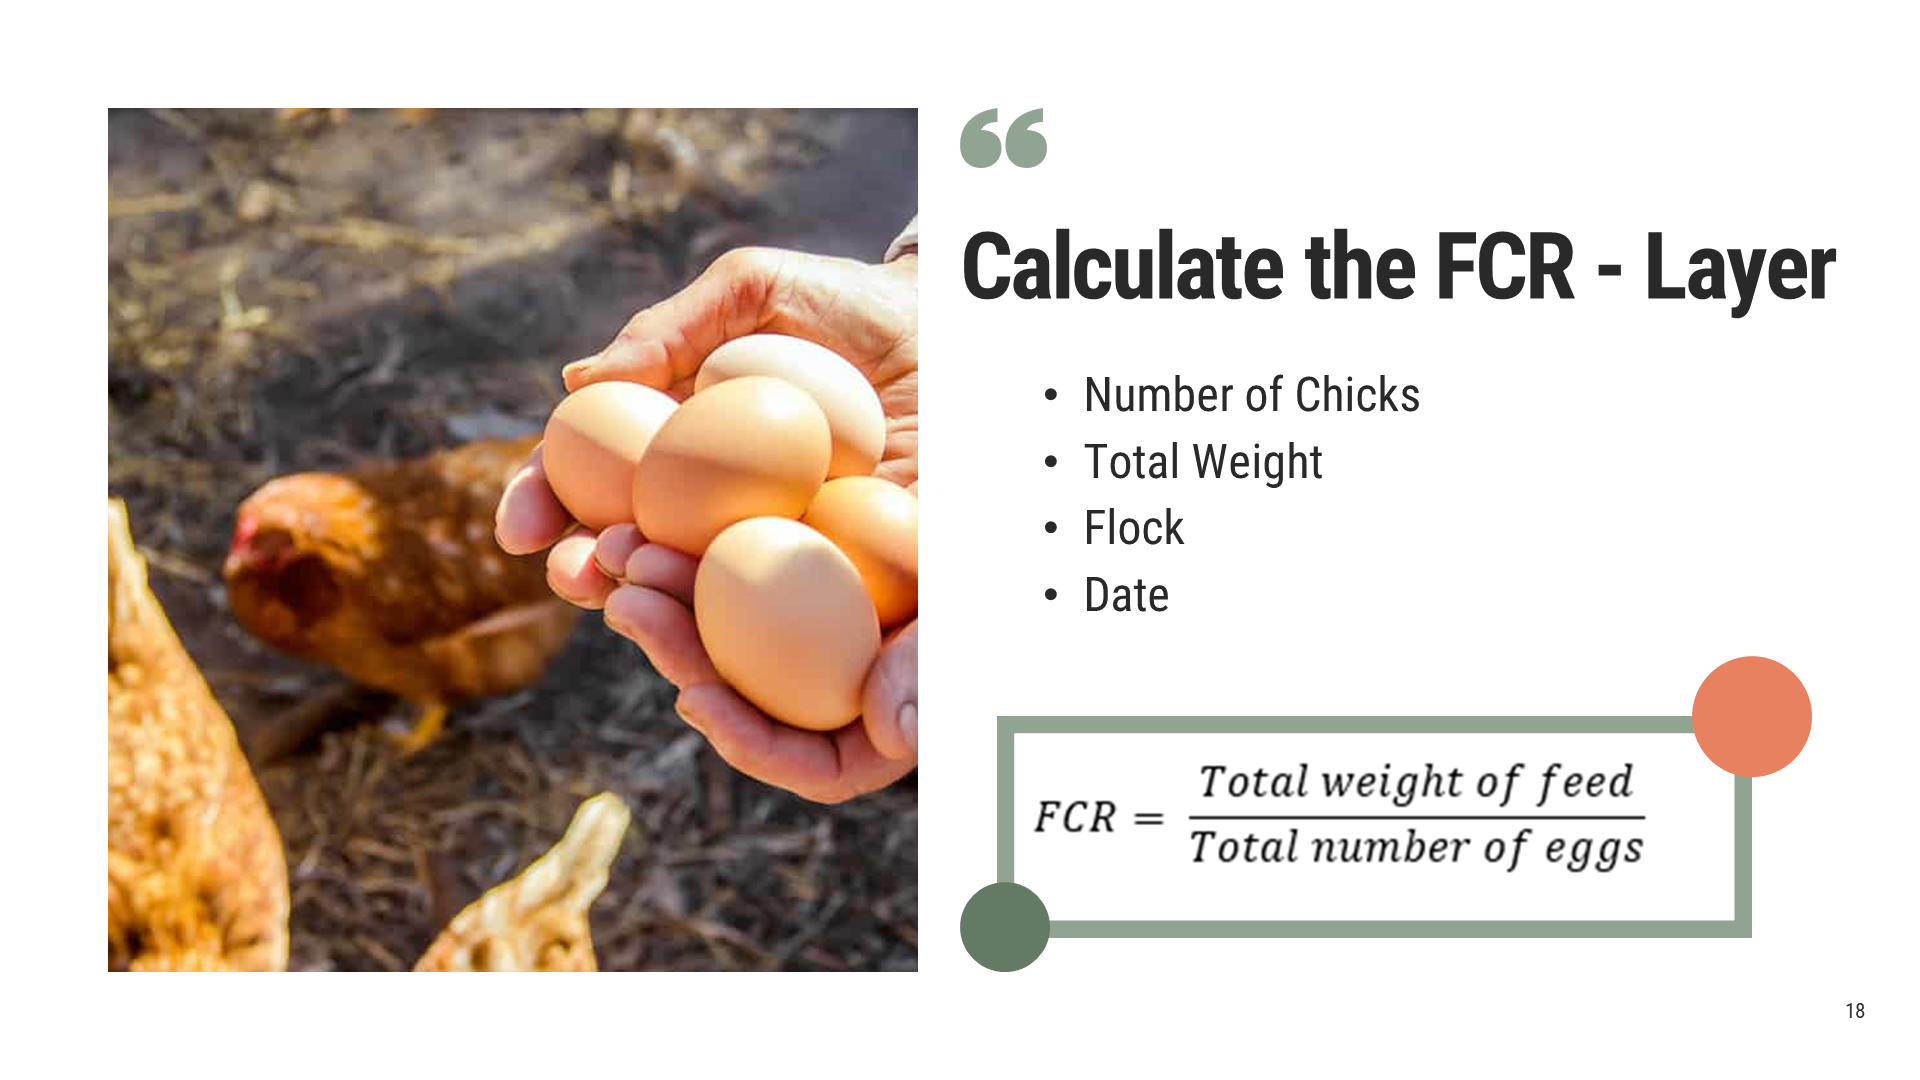 “
Calculate the FCR - Layer
• Number of Chicks
• Total Weight
• Flock
• Date
FCR = Total weight of feed / Total number of eggs
18